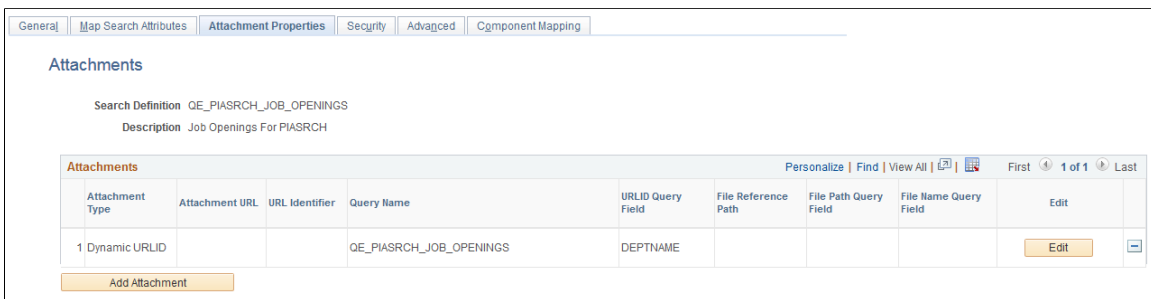 General Map Search Attributes Attachment Properties Security Advanced Component Mapping
Attachments
Search Definition QE_PIASRCH_JOB_OPENINGS
Description Job Openings For PIASRCH
Attachments Personalize | Find | View All | | First 1 of 1 Last
Attachment Type Attachment URL URL Identifier Query Name URLID Query Field File Reference Path File Path Query Field File Name Query Field Edit
1 Dynamic URLID QE_PIASRCH_JOB_OPENINGS DEPTNAME Edit
Add Attachment